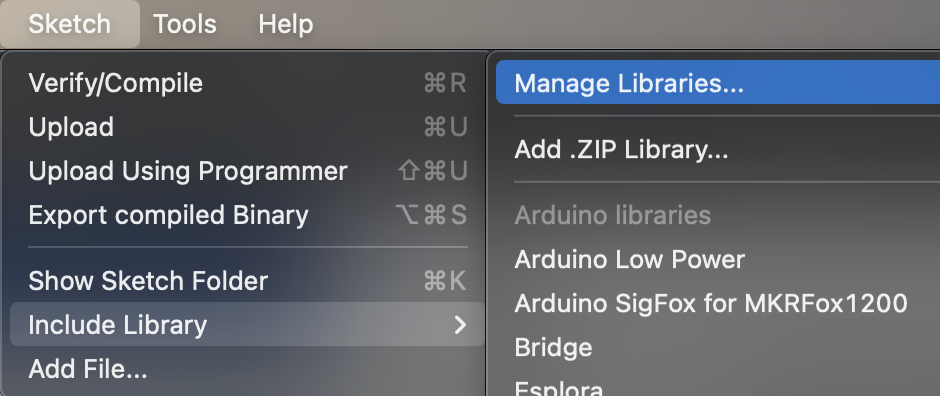 Sketch Tools Help
Verify/Compile ⌘R
Upload ⌘U
Upload Using Programmer ⇧⌘U
Export compiled Binary ⌥⌘S
Show Sketch Folder ⌘K
Include Library
Add File...
Manage Libraries...
Add .ZIP Library...
Arduino libraries
Arduino Low Power
Arduino SigFox for MKRFox1200
Bridge
Esplora